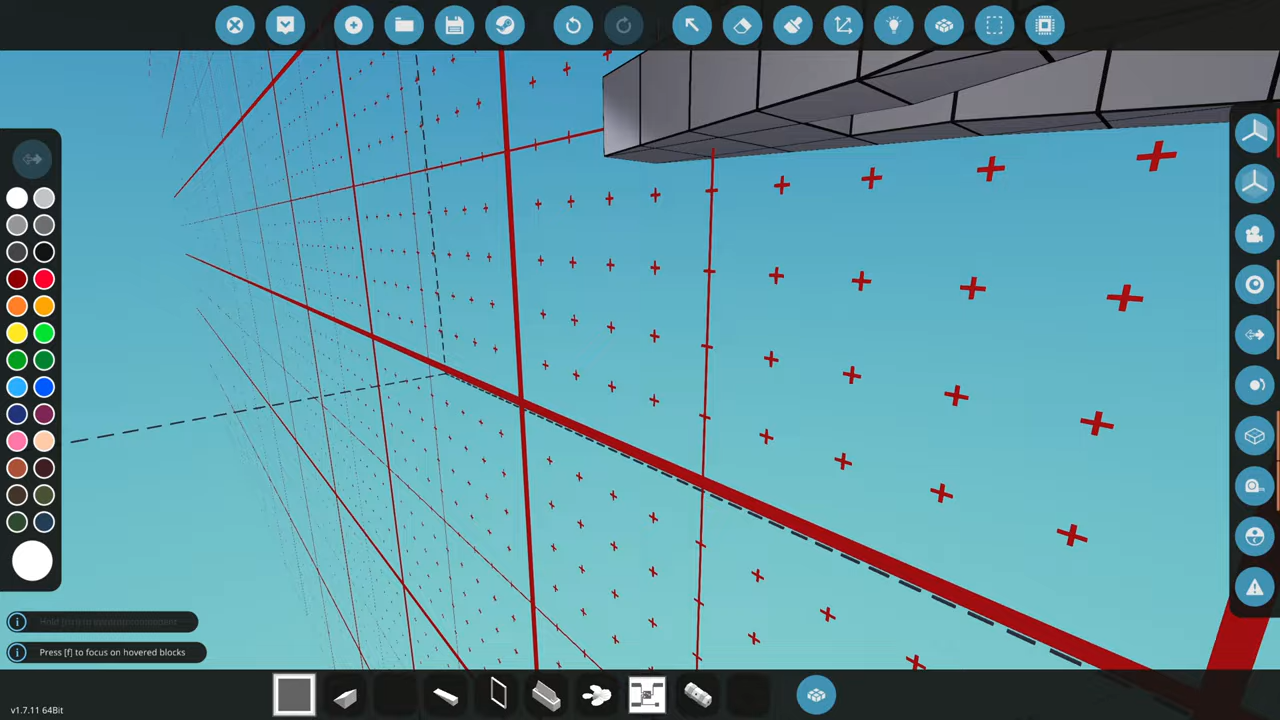 Press [f] to focus on hovered blocks
v1.7.11 64Bit